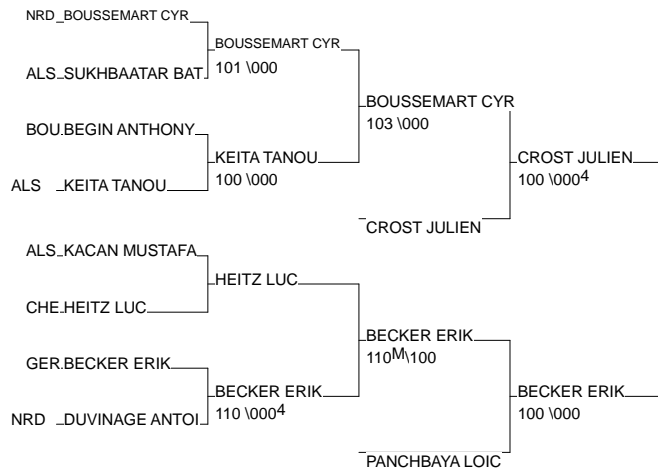 NRD BOUSSEMART CYR
BOUSSEMART CYR
ALS SUKHBAATAR BAT
101 \000
BOUSSEMART CYR
103 \000
BOU BEGIN ANTHONY
KEITA TANOU
100 \000
ALS KEITA TANOU
CROST JULIEN
100 \000⁴
CROST JULIEN
ALS KACAN MUSTAFA
HEITZ LUC
CHE HEITZ LUC
BECKER ERIK
110ᴹ\100
GER BECKER ERIK
BECKER ERIK
110 \000⁴
NRD DUVINAGE ANTOI
BECKER ERIK
100 \000
PANCHBAYA LOIC